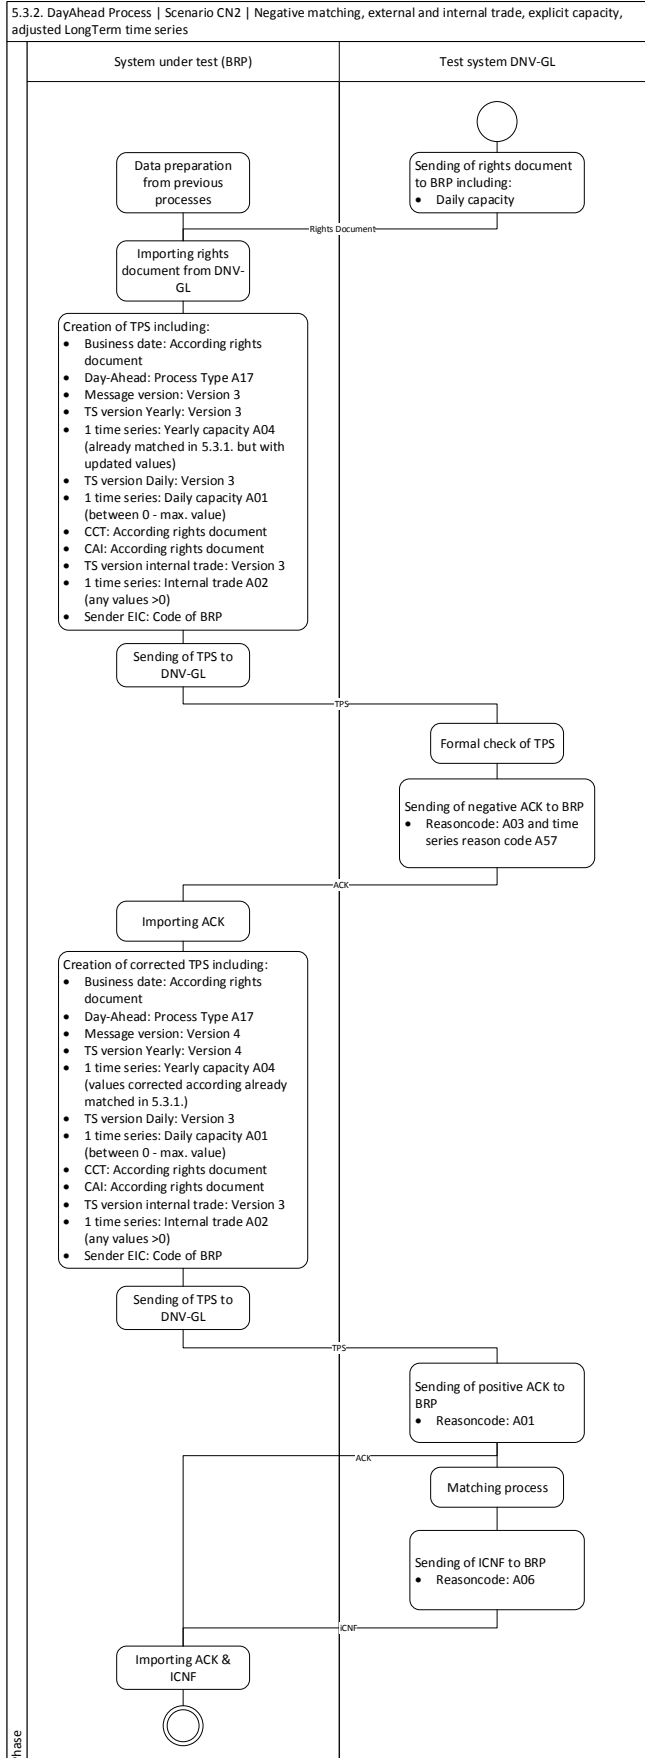 5.3.2. DayAhead Process | Scenario CN2 | Negative matching, external and internal trade, explicit capacity,
adjusted LongTerm time series
System under test (BRP)
Test system DNV-GL
Data preparation
from previous
processes
Sending of rights document
to BRP including:
• Daily capacity
Rights Document
Importing rights
document from DNV-
GL
Creation of TPS including:
• Business date: According rights
document
• Day-Ahead: Process Type A17
• Message version: Version 3
• TS version Yearly: Version 3
• 1 time series: Yearly capacity A04
(already matched in 5.3.1. but with
updated values)
• TS version Daily: Version 3
• 1 time series: Daily capacity A01
(between 0 - max. value)
• CCT: According rights document
• CAI: According rights document
• TS version internal trade: Version 3
• 1 time series: Internal trade A02
(any values >0)
• Sender EIC: Code of BRP
Sending of TPS to
DNV-GL
TPS
Formal check of TPS
Sending of negative ACK to BRP
• Reasoncode: A03 and time
series reason code A57
ACK
Importing ACK
Creation of corrected TPS including:
• Business date: According rights
document
• Day-Ahead: Process Type A17
• Message version: Version 4
• TS version Yearly: Version 4
• 1 time series: Yearly capacity A04
(values corrected according already
matched in 5.3.1.)
• TS version Daily: Version 3
• 1 time series: Daily capacity A01
(between 0 - max. value)
• CCT: According rights document
• CAI: According rights document
• TS version internal trade: Version 3
• 1 time series: Internal trade A02
(any values >0)
• Sender EIC: Code of BRP
Sending of TPS to
DNV-GL
TPS
Sending of positive ACK to
BRP
• Reasoncode: A01
ACK
Matching process
Sending of ICNF to BRP
• Reasoncode: A06
iCNF
Importing ACK &
ICNF
hase